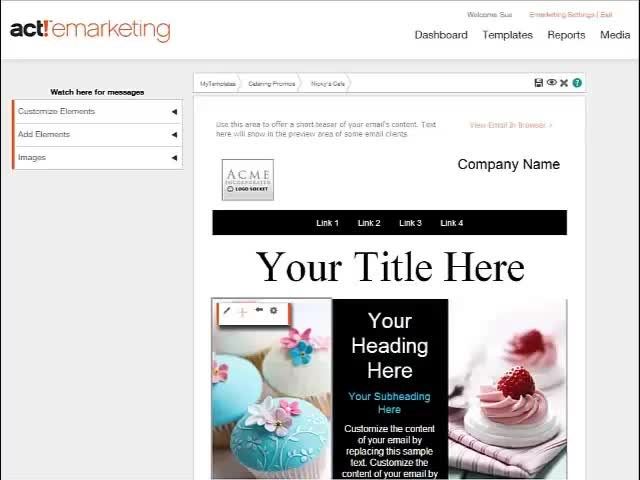 Welcome Sue
Emarketing Settings | Exit
act! emarketing
Dashboard Templates Reports Media
Watch here for messages
Customize Elements
Add Elements
Images
MyTemplates Catering Promos Nicky's Cafe
Use this area to offer a short teaser of your email's content. Text
here will show in the preview area of some email clients.
View Email in Browser >
ACME
INCORPORATED
LOGO SOCKET
Company Name
Link 1 Link 2 Link 3 Link 4
Your Title Here
Your
Heading
Here
Your Subheading
Here
Customize the content
of your email by
replacing this sample
text. Customize the
content of your email by